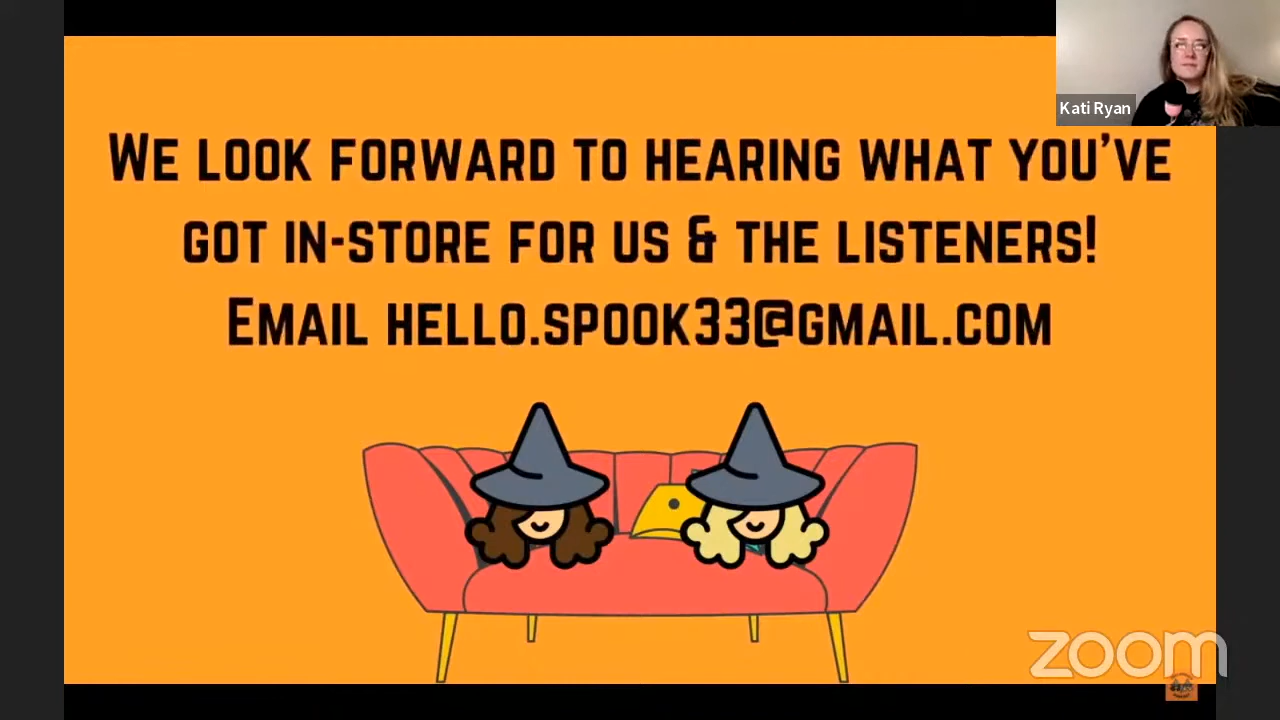 Kati Ryan
We look forward to hearing what you've
got in-store for us & the listeners!
Email hello.spook33@gmail.com
zoom